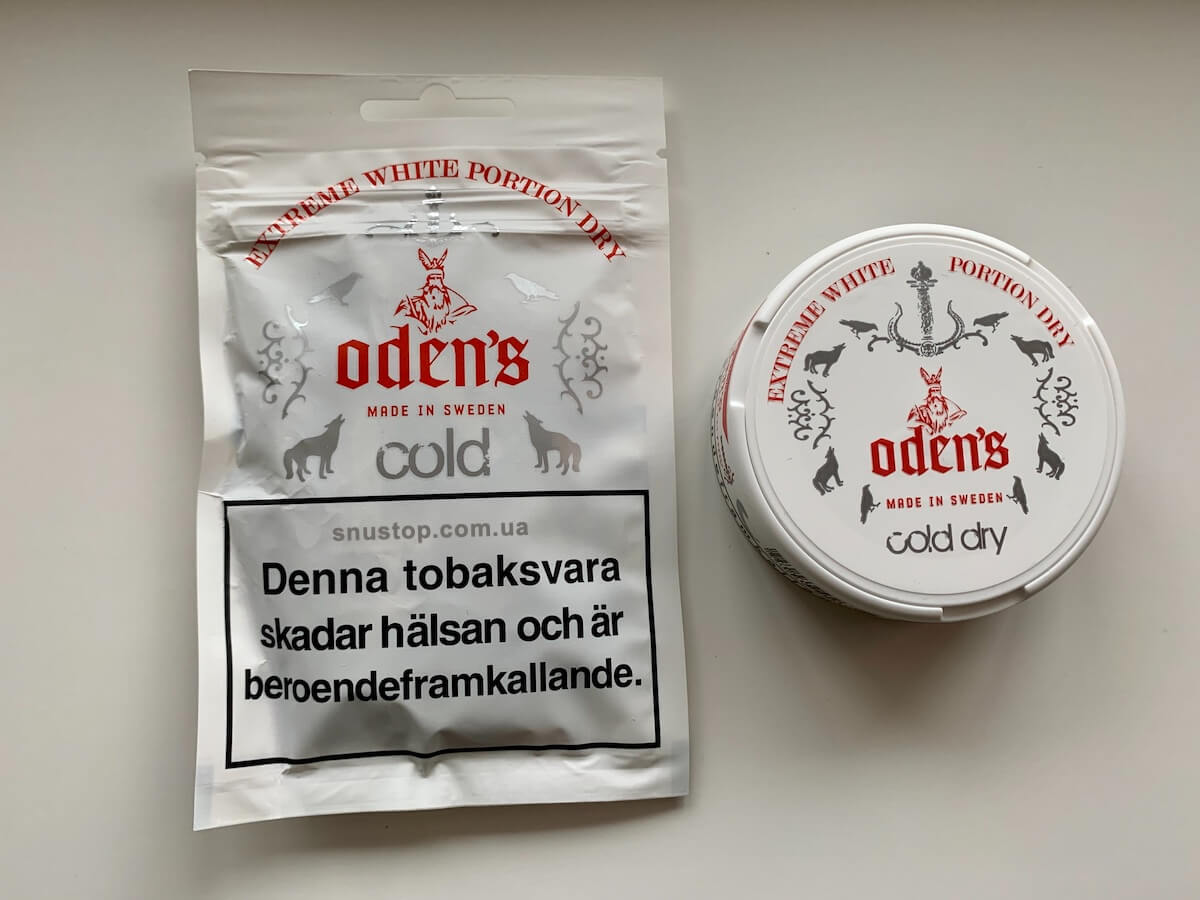 EXTREME WHITE PORTION DRY
oden's
MADE IN SWEDEN
cold
snustop.com.ua
Denna tobaksvara
skadar hälsan och är
beroendeframkallande.
EXTREME WHITE PORTION DRY
oden's
MADE IN SWEDEN
cold dry